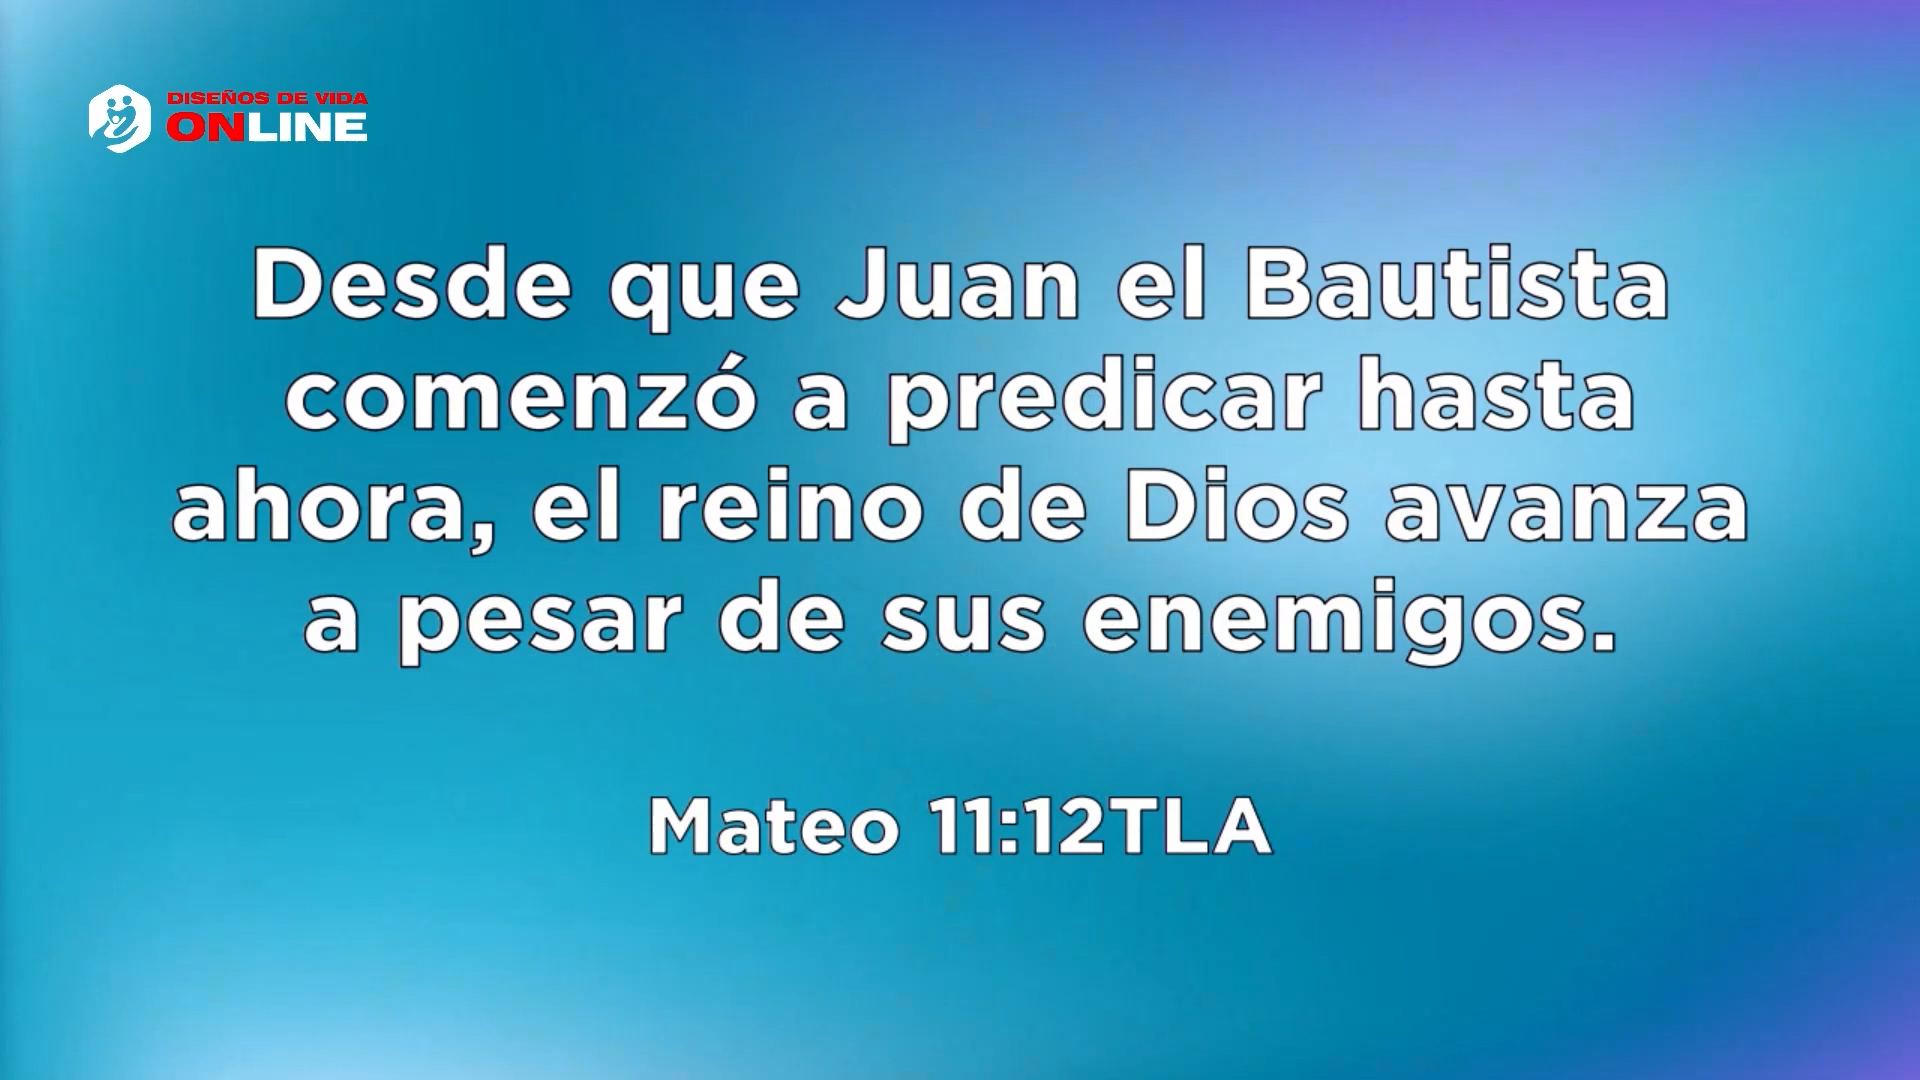 DISEÑOS DE VIDA
ONLINE
Desde que Juan el Bautista
comenzó a predicar hasta
ahora, el reino de Dios avanza
a pesar de sus enemigos.
Mateo 11:12TLA